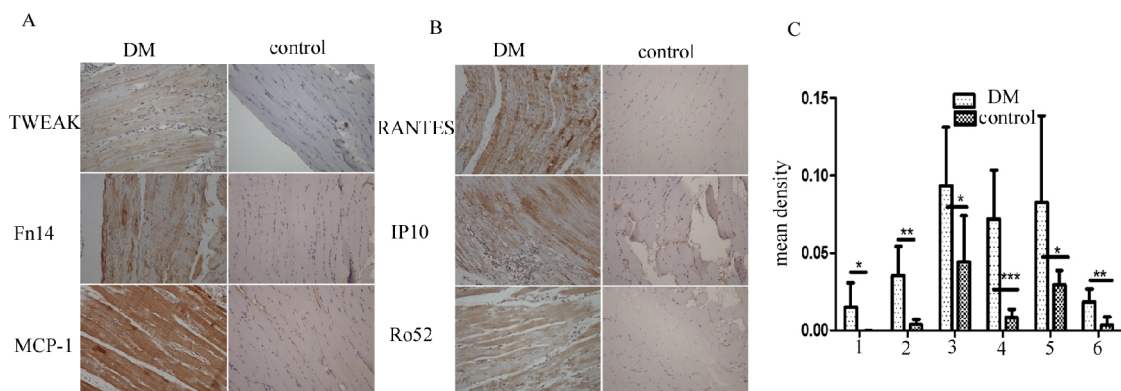 A
DM control
TWEAK
Fn14
MCP-1
B
DM control
RANTES
IP10
Ro52
C
DM
control
mean density
0.15
0.10
0.05
0.00
* ** * *** * **
1 2 3 4 5 6